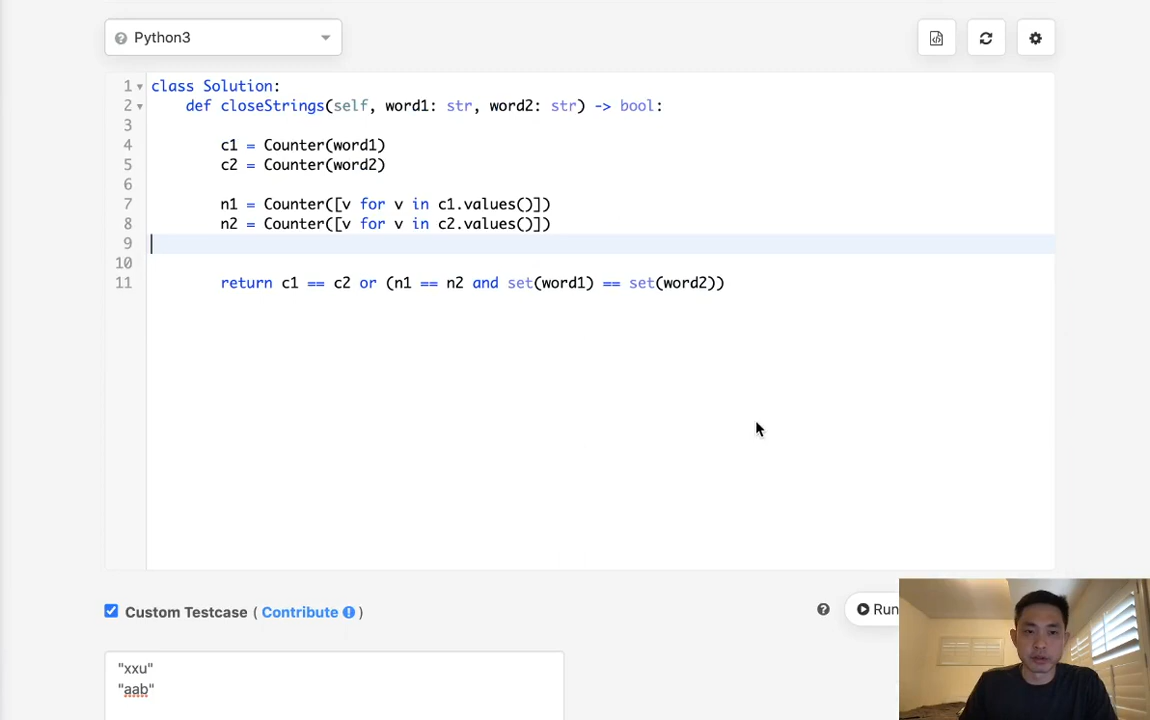 Python3
1 class Solution:
2 def closeStrings(self, word1: str, word2: str) -> bool:
3
4 c1 = Counter(word1)
5 c2 = Counter(word2)
6
7 n1 = Counter([v for v in c1.values()])
8 n2 = Counter([v for v in c2.values()])
9
10
11 return c1 == c2 or (n1 == n2 and set(word1) == set(word2))
Custom Testcase ( Contribute )
Run
"xxu"
"aab"